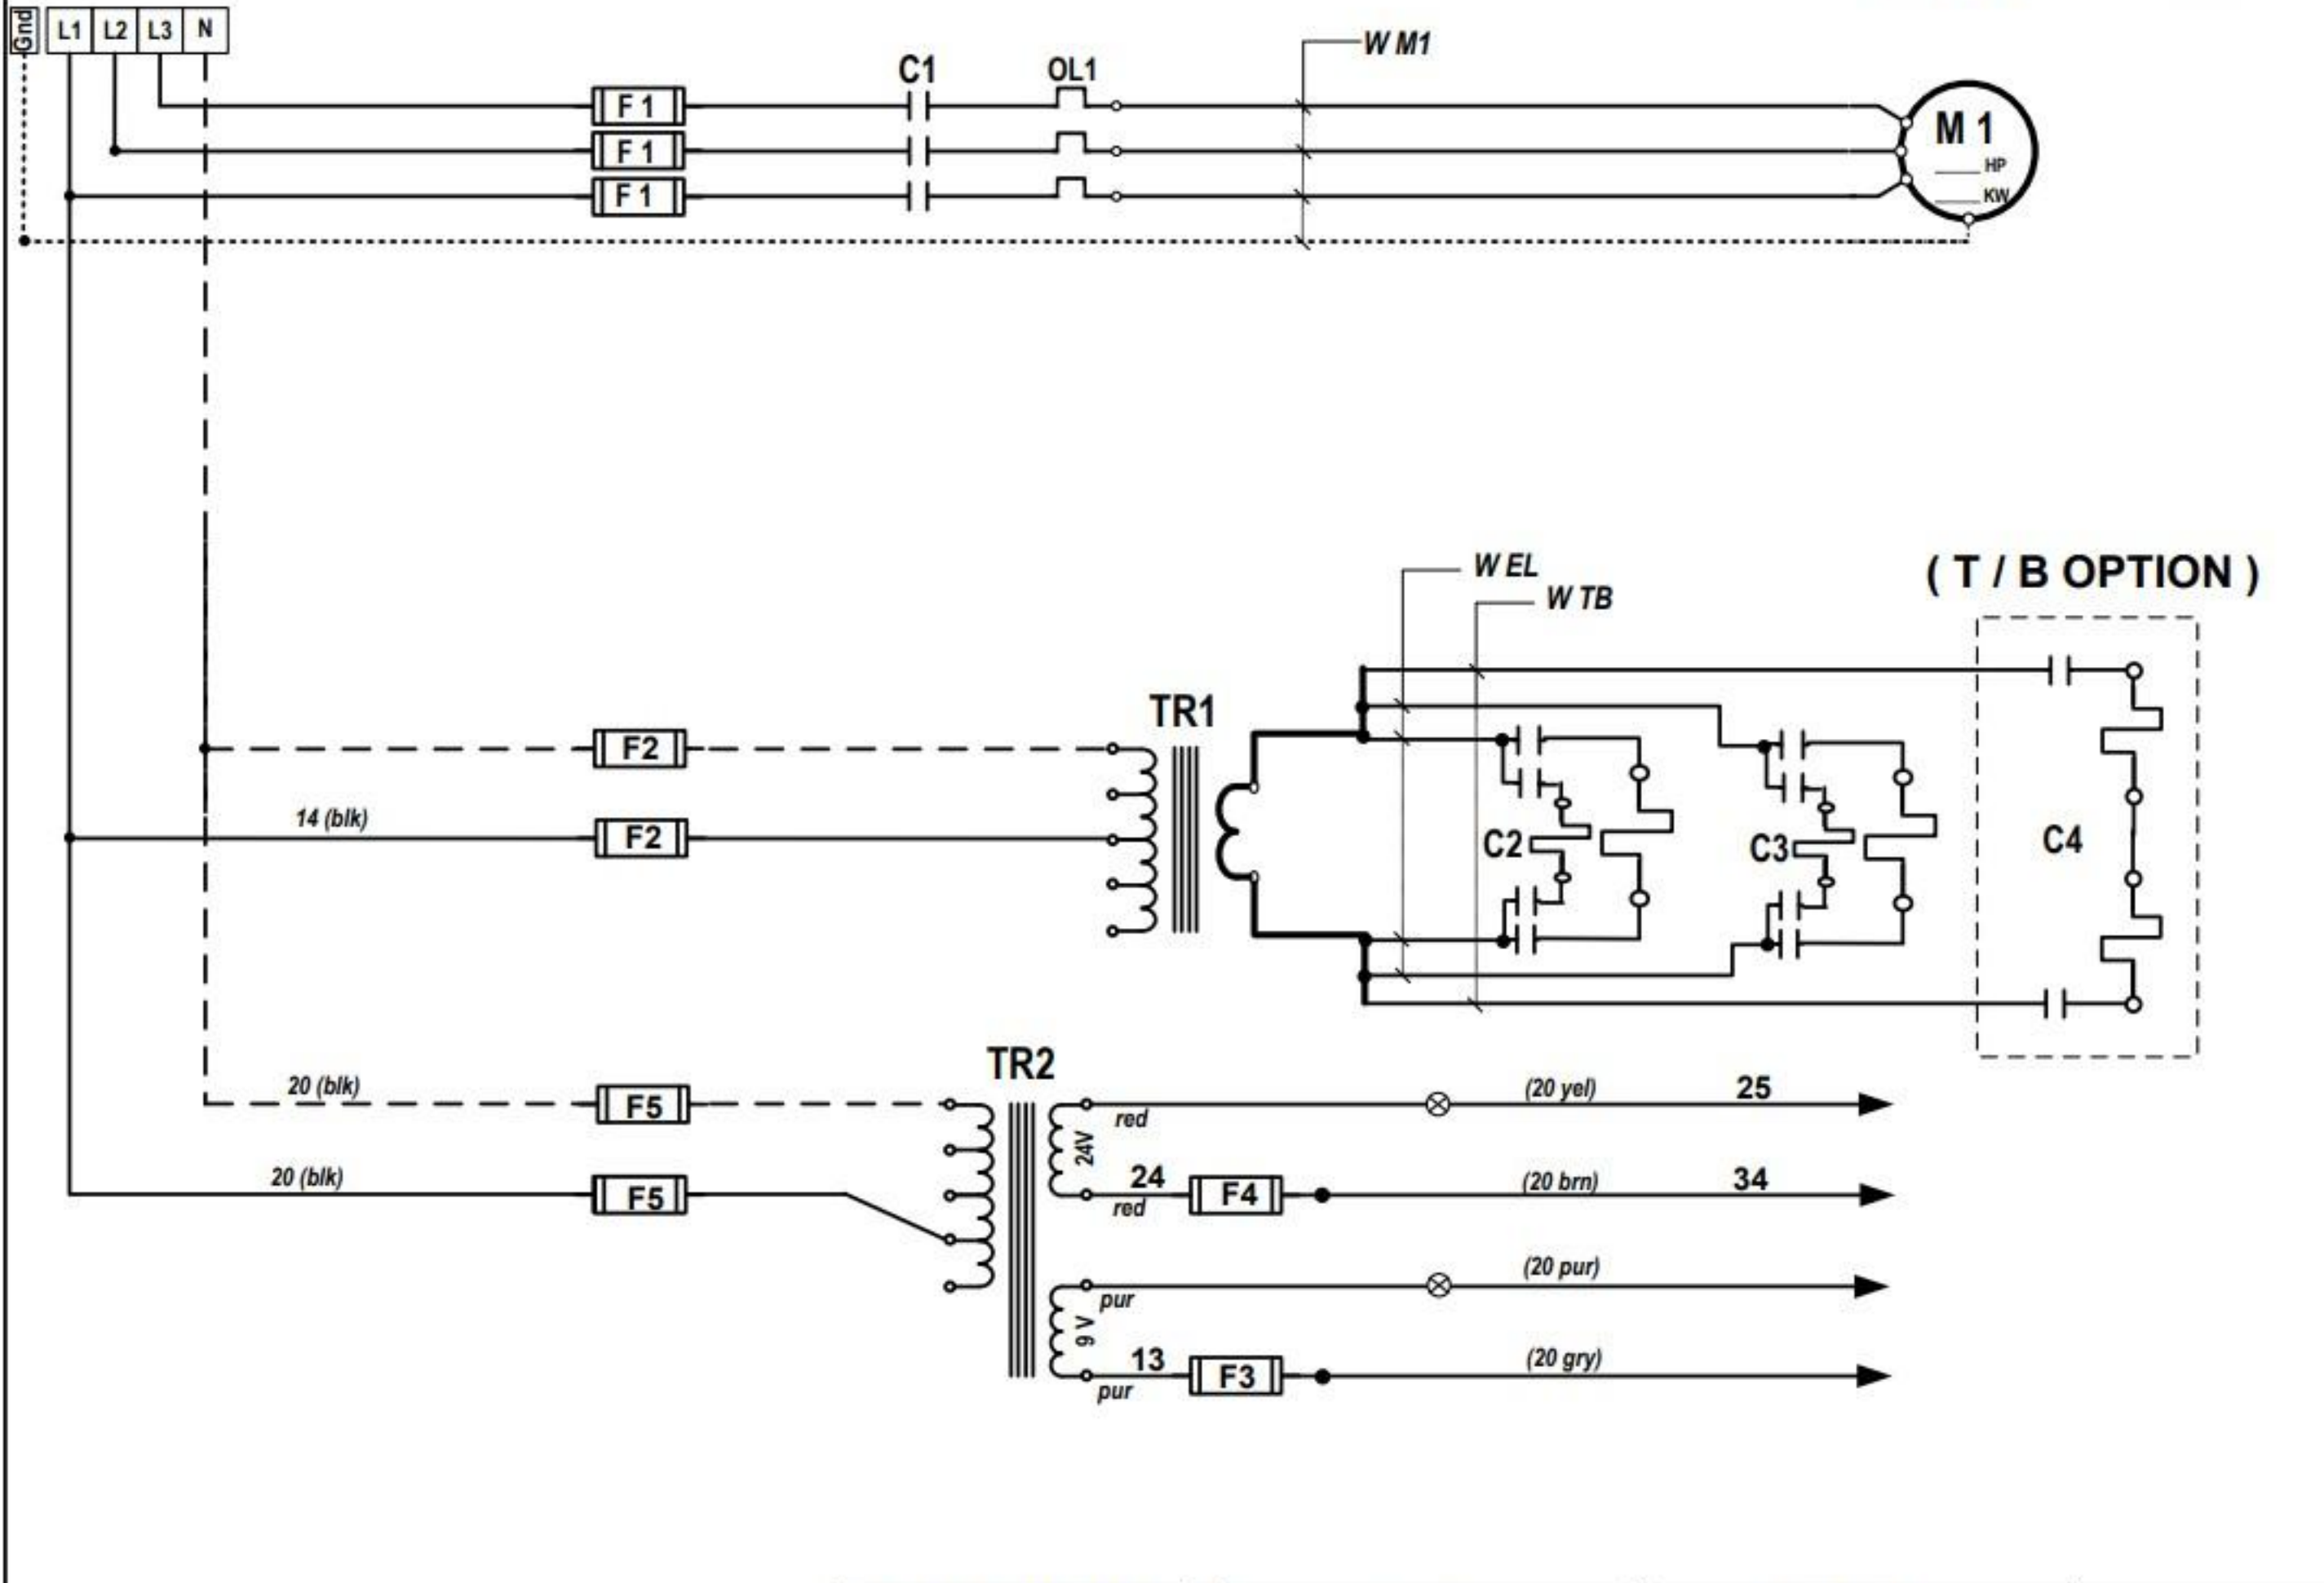 Gnd
L1 L2 L3 N
C1
OL1
W M1
F 1
F 1
F 1
M 1
____ HP
____ KW
W EL
W TB
( T / B OPTION )
TR1
F2
14 (blk)
F2
C2
C3
C4
TR2
20 (blk)
F5
red
24V
(20 yel)
25
20 (blk)
F5
24
red
F4
(20 brn)
34
pur
9 V
(20 pur)
13
pur
F3
(20 gry)